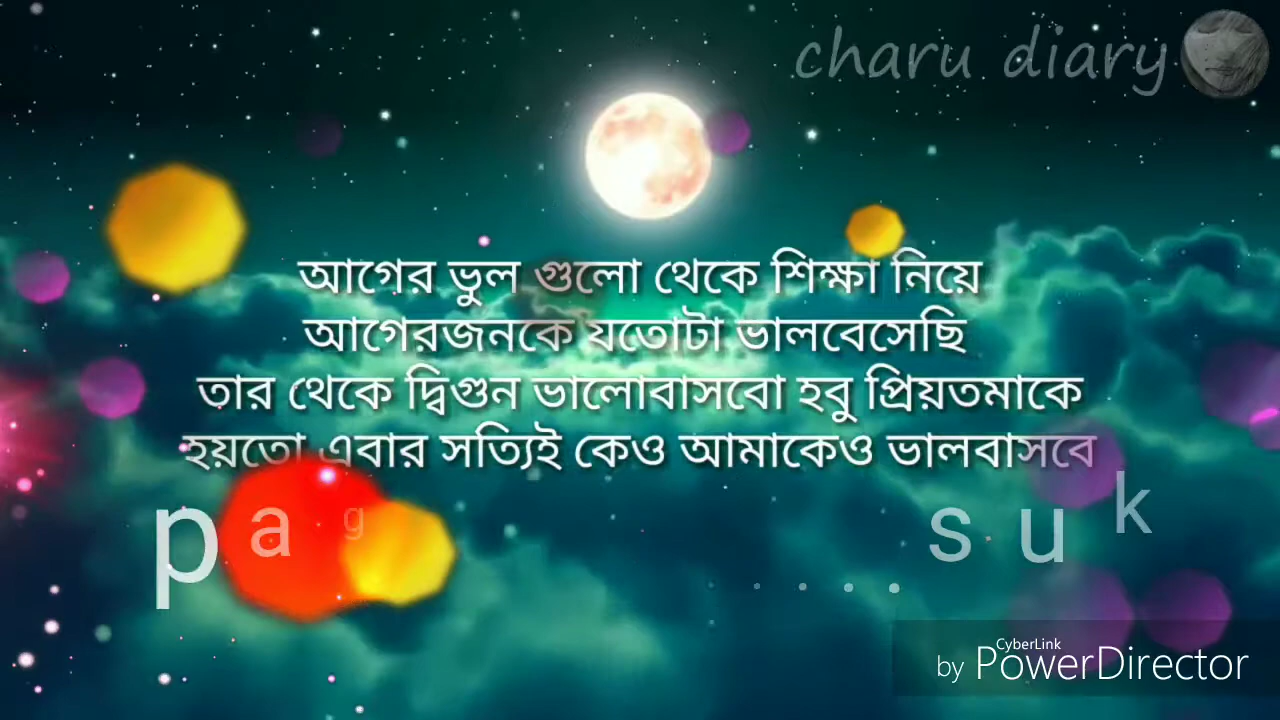 charu diary
আগের ভুল গুলো থেকে শিক্ষা নিয়ে
আগেরজনকে যতোটা ভালবেসেছি
তার থেকে দ্বিগুন ভালোবাসবো হবু প্রিয়তমাকে
হয়তো এবার সত্যিই কেও আমাকেও ভালবাসবে
p a g . . . . s u k
CyberLink
by PowerDirector